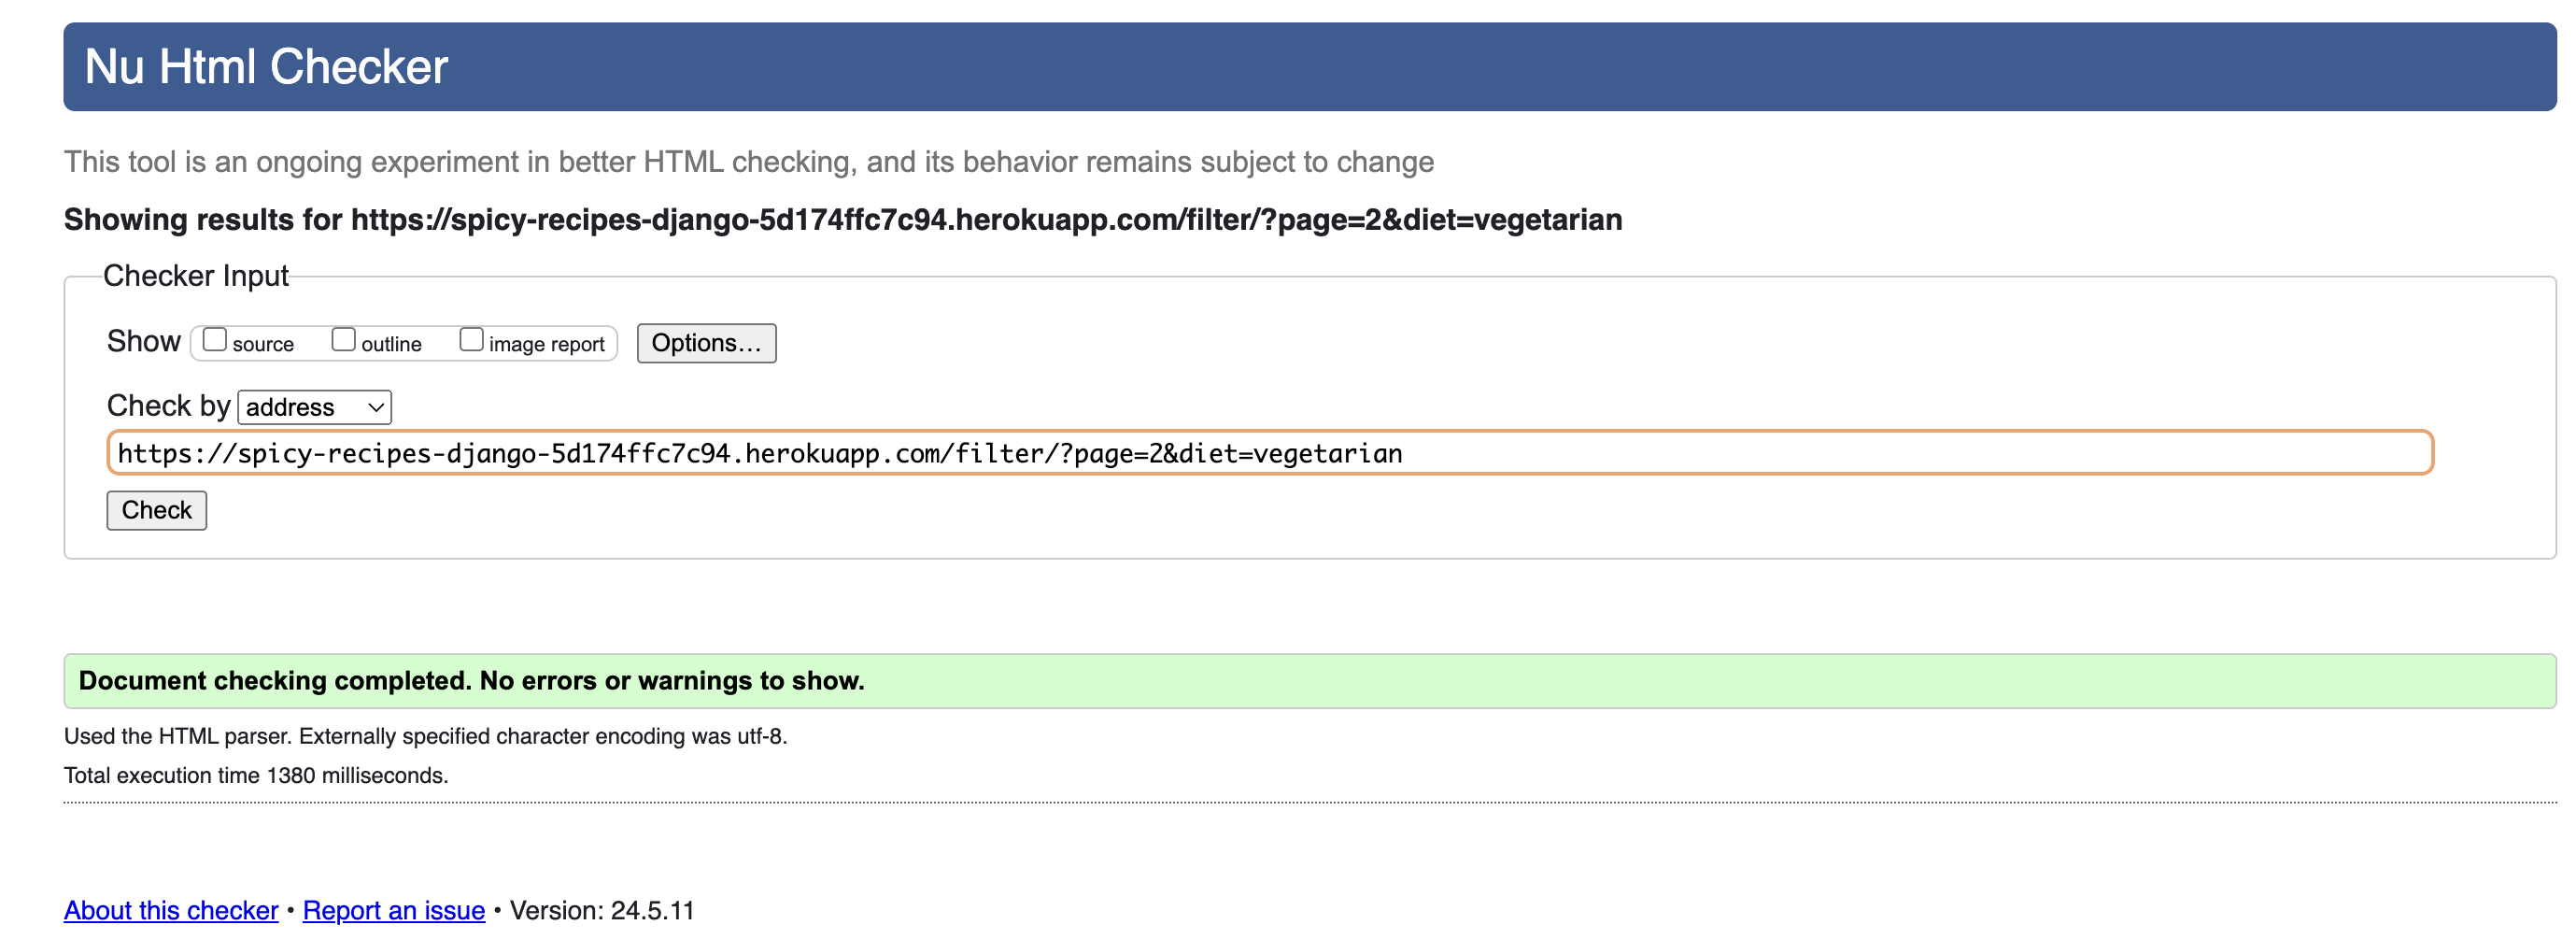 Nu Html Checker
This tool is an ongoing experiment in better HTML checking, and its behavior remains subject to change
Showing results for https://spicy-recipes-django-5d174ffc7c94.herokuapp.com/filter/?page=2&diet=vegetarian
Checker Input
Show source outline image report Options…
Check by address
https://spicy-recipes-django-5d174ffc7c94.herokuapp.com/filter/?page=2&diet=vegetarian
Check
Document checking completed. No errors or warnings to show.
Used the HTML parser. Externally specified character encoding was utf-8.
Total execution time 1380 milliseconds.
About this checker • Report an issue • Version: 24.5.11